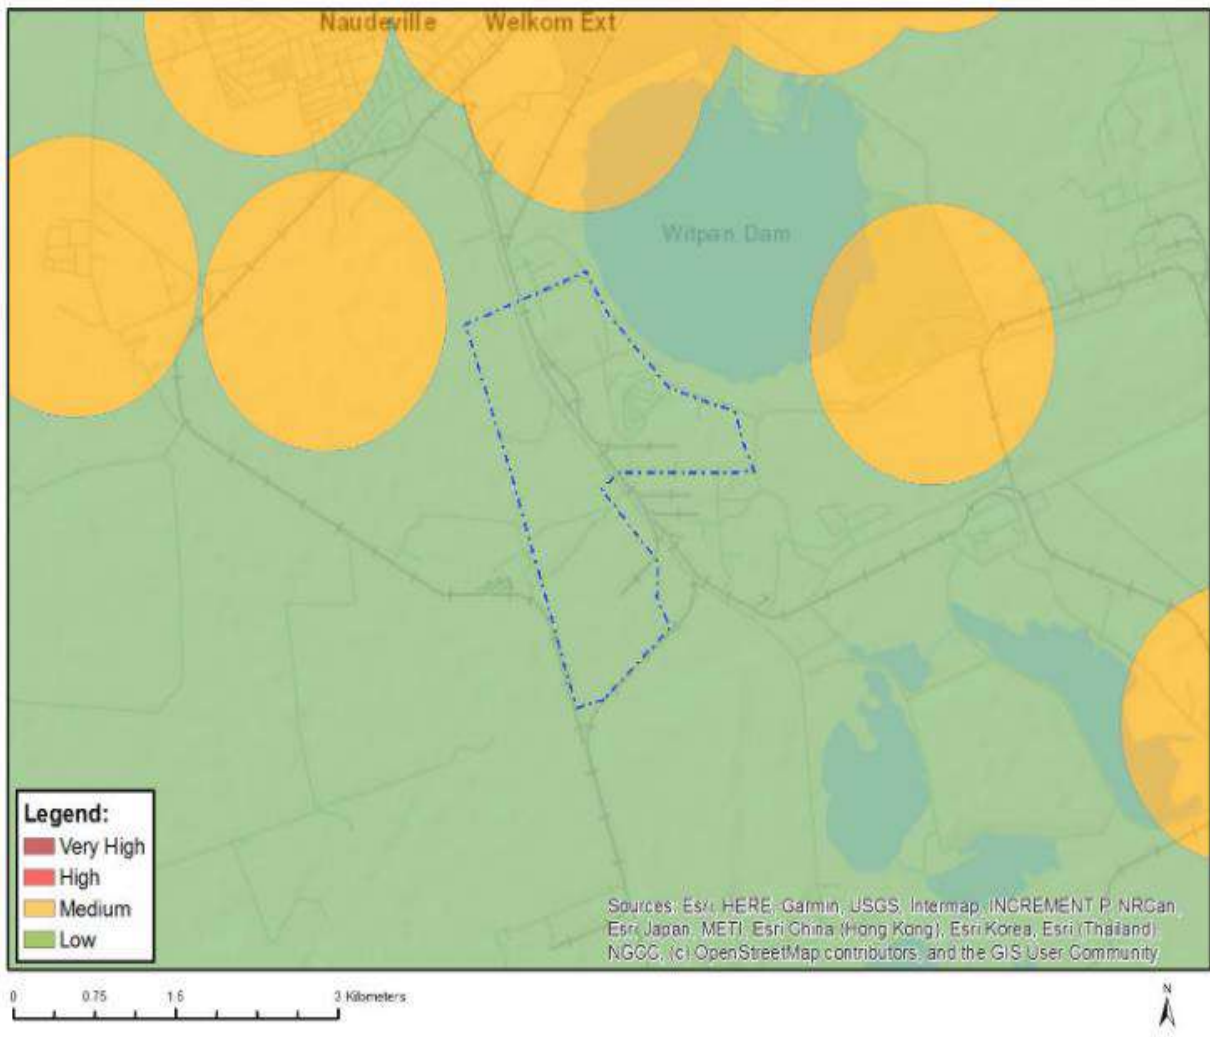 Naudeville Welkom Ext
Witpan Dam
Legend:
Very High
High
Medium
Low
Sources: Esri, HERE, Garmin, USGS, Intermap, INCREMENT P, NRCan,
Esri Japan, METI, Esri China (Hong Kong), Esri Korea, Esri (Thailand),
NGCC, (c) OpenStreetMap contributors, and the GIS User Community
0 0.75 1.5 3 Kilometers
N